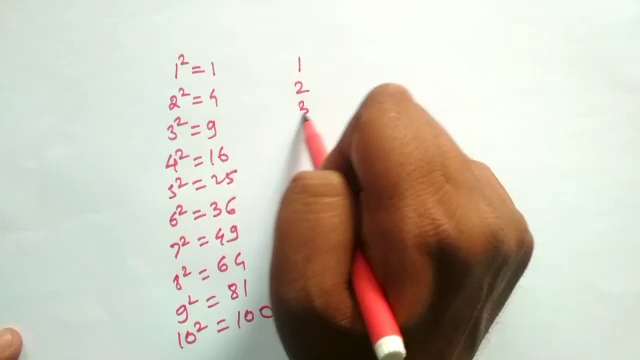 1² = 1
2² = 4
3² = 9
4² = 16
5² = 25
6² = 36
7² = 49
8² = 64
9² = 81
10² = 100
1
2
3